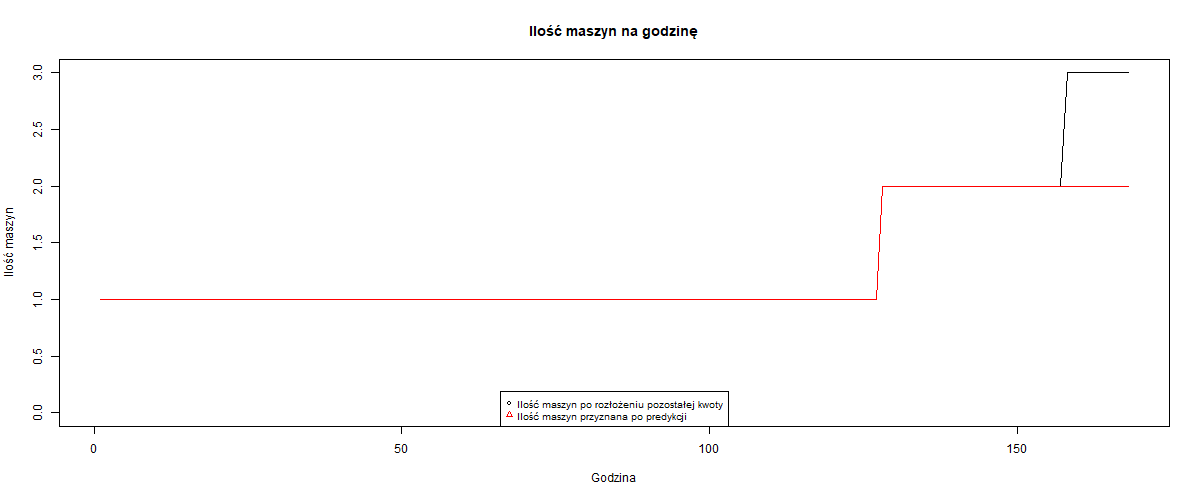 Ilość maszyn na godzinę
Ilość maszyn
3.0
2.5
2.0
1.5
1.0
0.5
0.0
Ilość maszyn po rozłożeniu pozostałej kwoty
Ilość maszyn przyznana po predykcji
0 50 100 150
Godzina